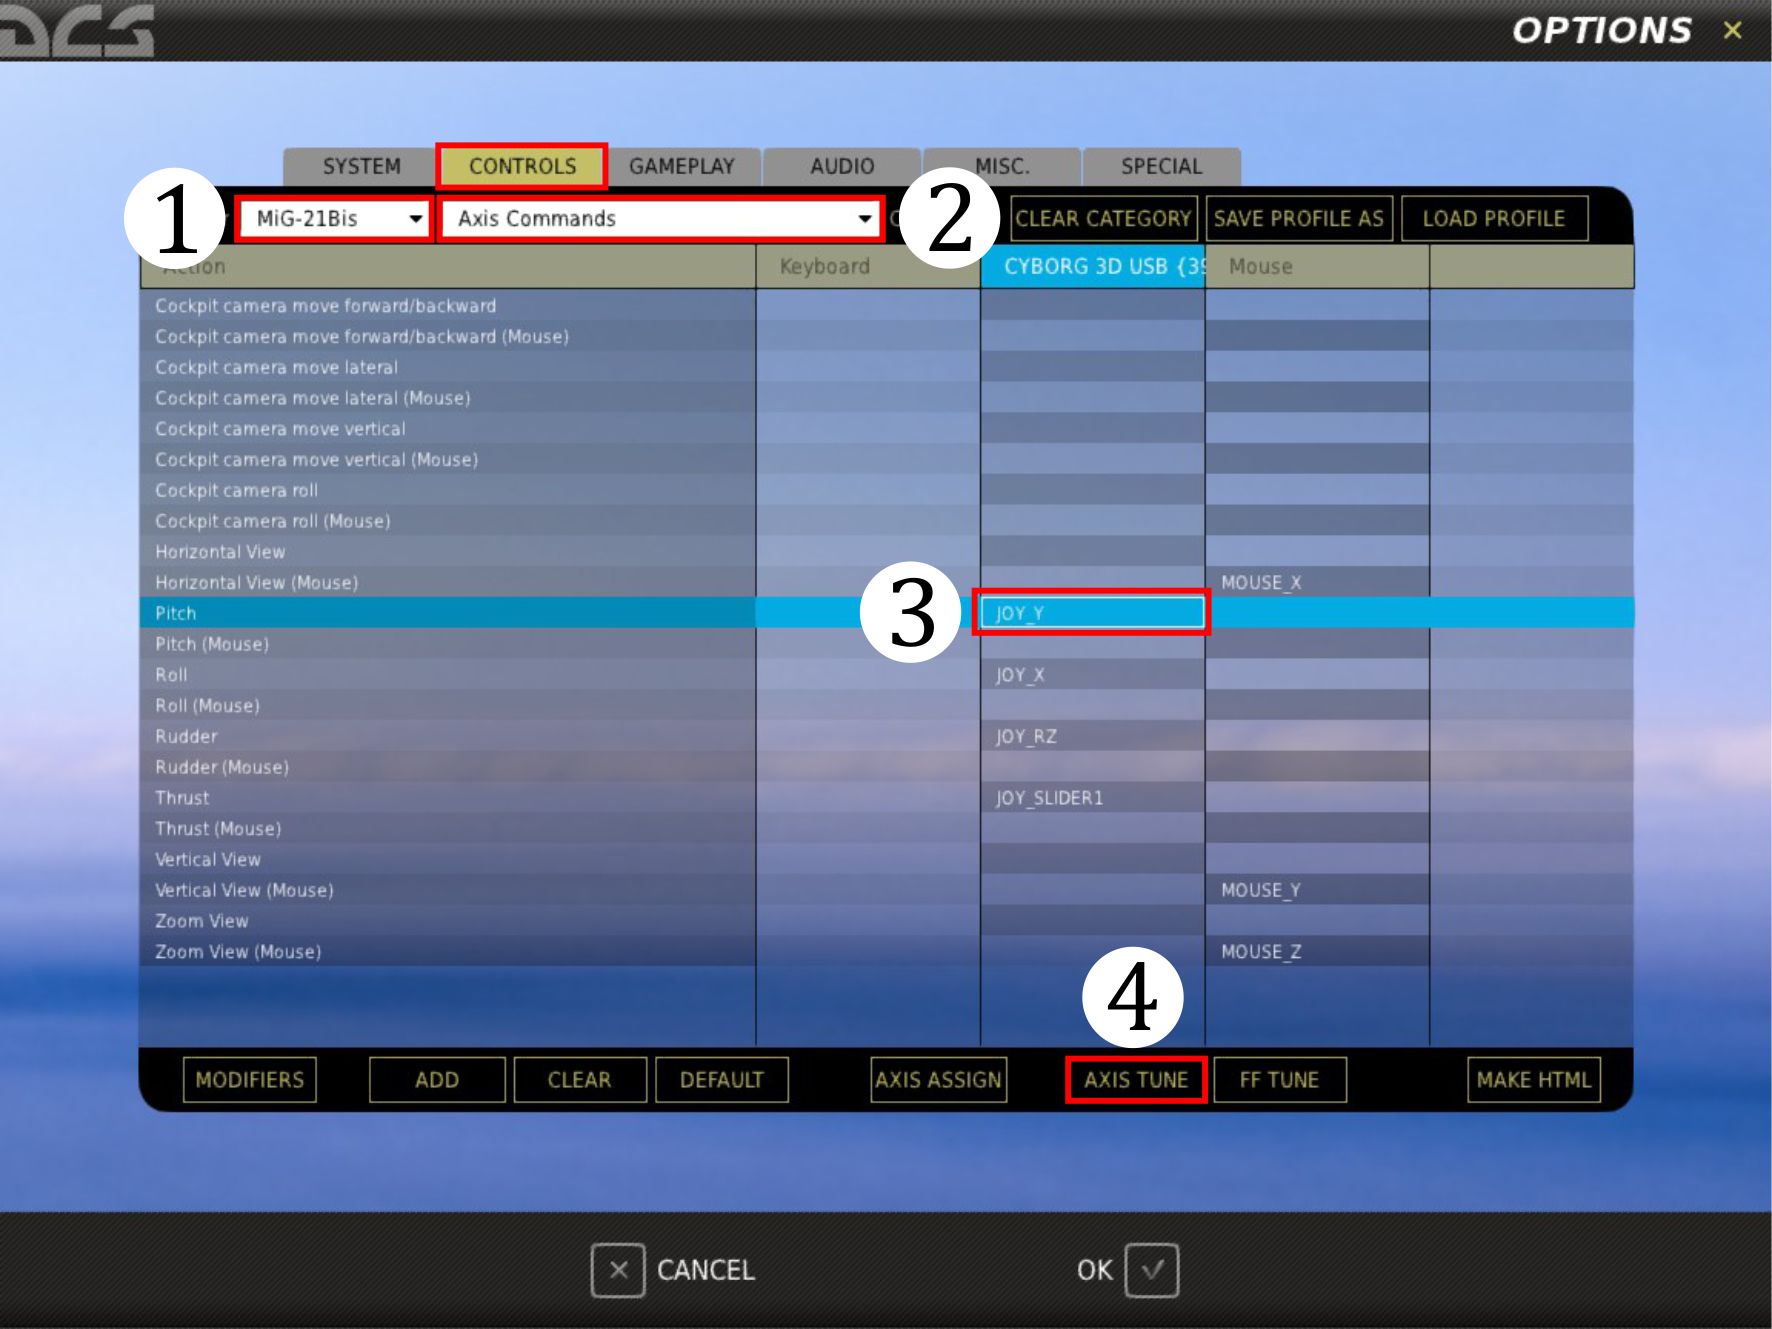 DCS
OPTIONS ×
SYSTEM CONTROLS GAMEPLAY AUDIO MISC. SPECIAL
1 MiG-21Bis Axis Commands 2 CLEAR CATEGORY SAVE PROFILE AS LOAD PROFILE
Action Keyboard CYBORG 3D USB {39 Mouse
Cockpit camera move forward/backward
Cockpit camera move forward/backward (Mouse)
Cockpit camera move lateral
Cockpit camera move lateral (Mouse)
Cockpit camera move vertical
Cockpit camera move vertical (Mouse)
Cockpit camera roll
Cockpit camera roll (Mouse)
Horizontal View
Horizontal View (Mouse) MOUSE_X
Pitch 3 JOY_Y
Pitch (Mouse)
Roll JOY_X
Roll (Mouse)
Rudder JOY_RZ
Rudder (Mouse)
Thrust JOY_SLIDER1
Thrust (Mouse)
Vertical View
Vertical View (Mouse) MOUSE_Y
Zoom View
Zoom View (Mouse) MOUSE_Z
4
MODIFIERS ADD CLEAR DEFAULT AXIS ASSIGN AXIS TUNE FF TUNE MAKE HTML
CANCEL OK